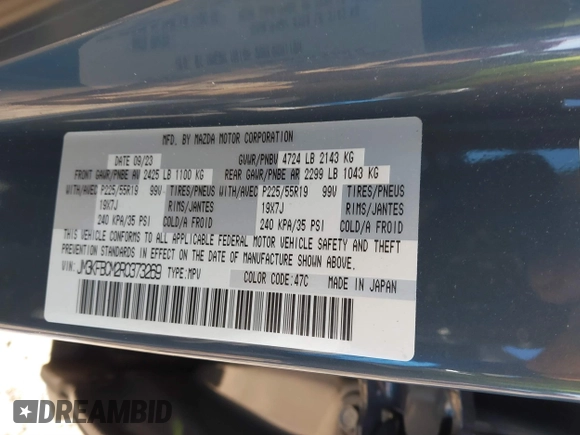 MFD. BY MAZDA MOTOR CORPORATION
DATE 09/23 GVWR/PNBV 4724 LB 2143 KG
FRONT GAWR/PNBE AV 2425 LB 1100 KG REAR GAWR/PNBE AR 2299 LB 1043 KG
WITH/AVEC P225/55R19 99V TIRES/PNEUS WITH/AVEC P225/55R19 99V TIRES/PNEUS
19X7J RIMS/JANTES 19X7J RIMS/JANTES
240 KPA/35 PSI COLD/A FROID 240 KPA/35 PSI COLD/A FROID
THIS VEHICLE CONFORMS TO ALL APPLICABLE FEDERAL MOTOR VEHICLE SAFETY AND THEFT
PREVENTION STANDARDS IN EFFECT ON THE DATE OF MANUFACTURE SHOWN ABOVE.
VIN: JM3KFBCM2R0373269 TYPE: MPV COLOR CODE: 47C MADE IN JAPAN
DREAMBID